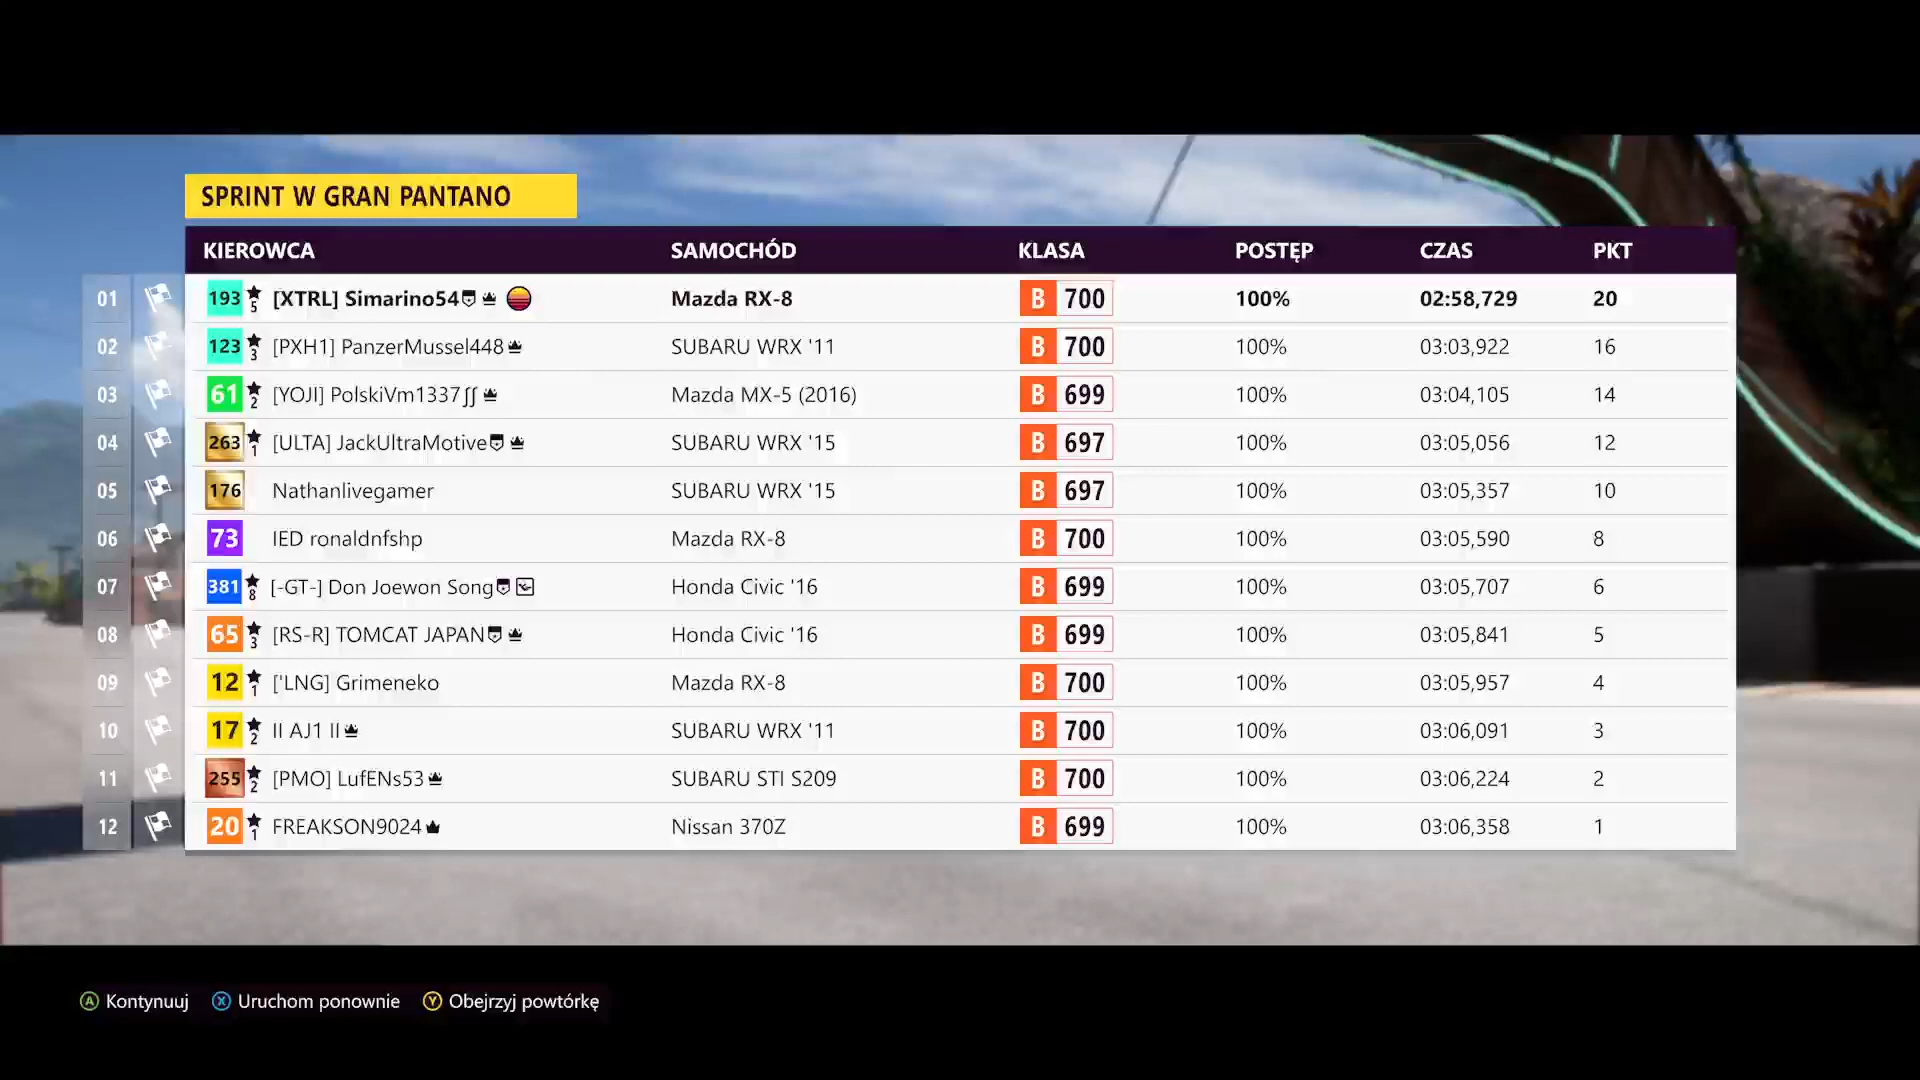 SPRINT W GRAN PANTANO
KIEROWCA SAMOCHÓD KLASA POSTĘP CZAS PKT
01 193 5 [XTRL] Simarino54 Mazda RX-8 B 700 100% 02:58,729 20
02 123 3 [PXH1] PanzerMussel448 SUBARU WRX '11 B 700 100% 03:03,922 16
03 61 2 [YOJI] PolskiVm1337∫∫ Mazda MX-5 (2016) B 699 100% 03:04,105 14
04 263 1 [ULTA] JackUltraMotive SUBARU WRX '15 B 697 100% 03:05,056 12
05 176 Nathanlivegamer SUBARU WRX '15 B 697 100% 03:05,357 10
06 73 IED ronaldnfshp Mazda RX-8 B 700 100% 03:05,590 8
07 381 8 [-GT-] Don Joewon Song Honda Civic '16 B 699 100% 03:05,707 6
08 65 3 [RS-R] TOMCAT JAPAN Honda Civic '16 B 699 100% 03:05,841 5
09 12 1 ['LNG] Grimeneko Mazda RX-8 B 700 100% 03:05,957 4
10 17 2 II AJ1 II SUBARU WRX '11 B 700 100% 03:06,091 3
11 255 2 [PMO] LufENs53 SUBARU STI S209 B 700 100% 03:06,224 2
12 20 1 FREAKSON9024 Nissan 370Z B 699 100% 03:06,358 1
A Kontynuuj X Uruchom ponownie Y Obejrzyj powtórkę